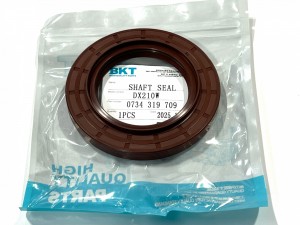 BKT
SHAFT SEAL
DX210W
0734 319 709
1PCS 2025
HIGH
QUALITY
PARTS